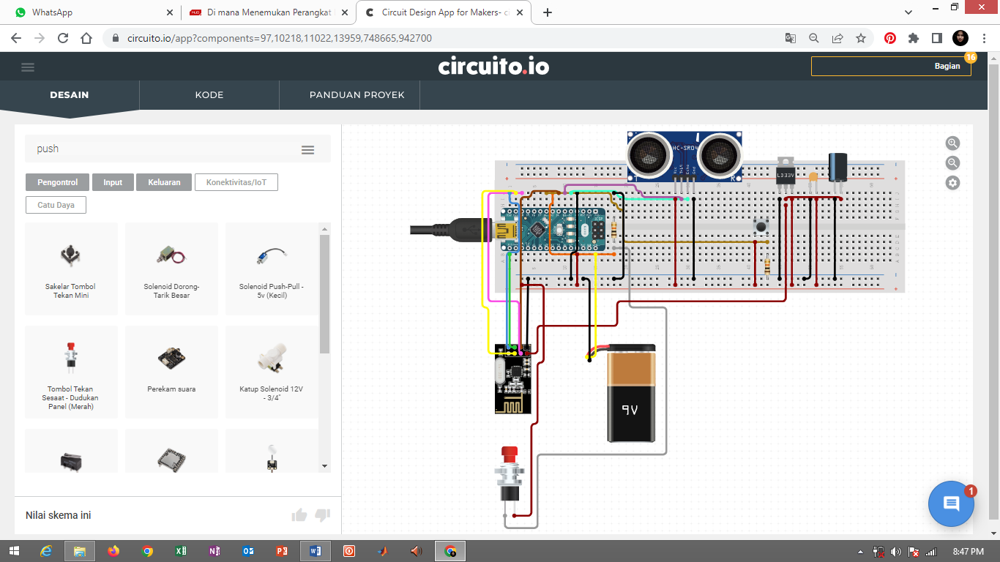 WhatsApp
Di mana Menemukan Perangkat
Circuit Design App for Makers- ci
circuito.io/app?components=97,10218,11022,13959,748665,942700
circuito.io
16
Bagian
DESAIN
KODE
PANDUAN PROYEK
push
Pengontrol
Input
Keluaran
Konektivitas/IoT
Catu Daya
Sakelar Tombol
Tekan Mini
Solenoid Dorong-
Tarik Besar
Solenoid Push-Pull -
5v (Kecil)
Tombol Tekan
Sesaat - Dudukan
Panel (Merah)
Perekam suara
Katup Solenoid 12V
- 3/4"
Nilai skema ini
HC-SR04
T
R
LD33V
ICSP
9V
1
8:47 PM